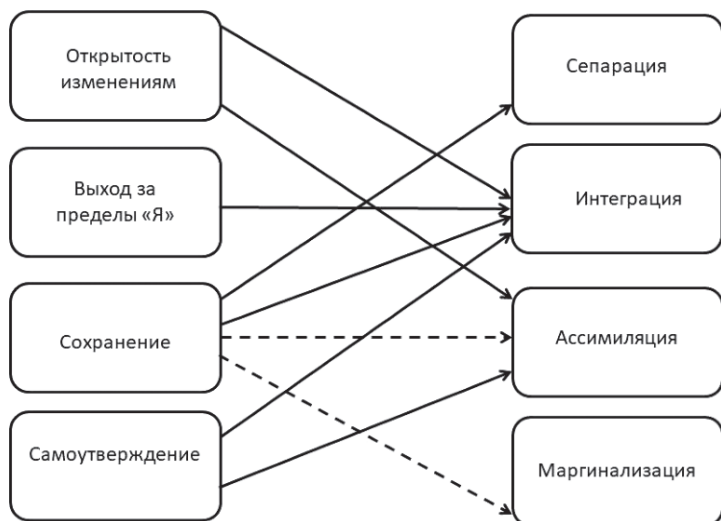 Открытость
изменениям
Выход за
пределы «Я»
Сохранение
Самоутверждение
Сепарация
Интеграция
Ассимиляция
Маргинализация